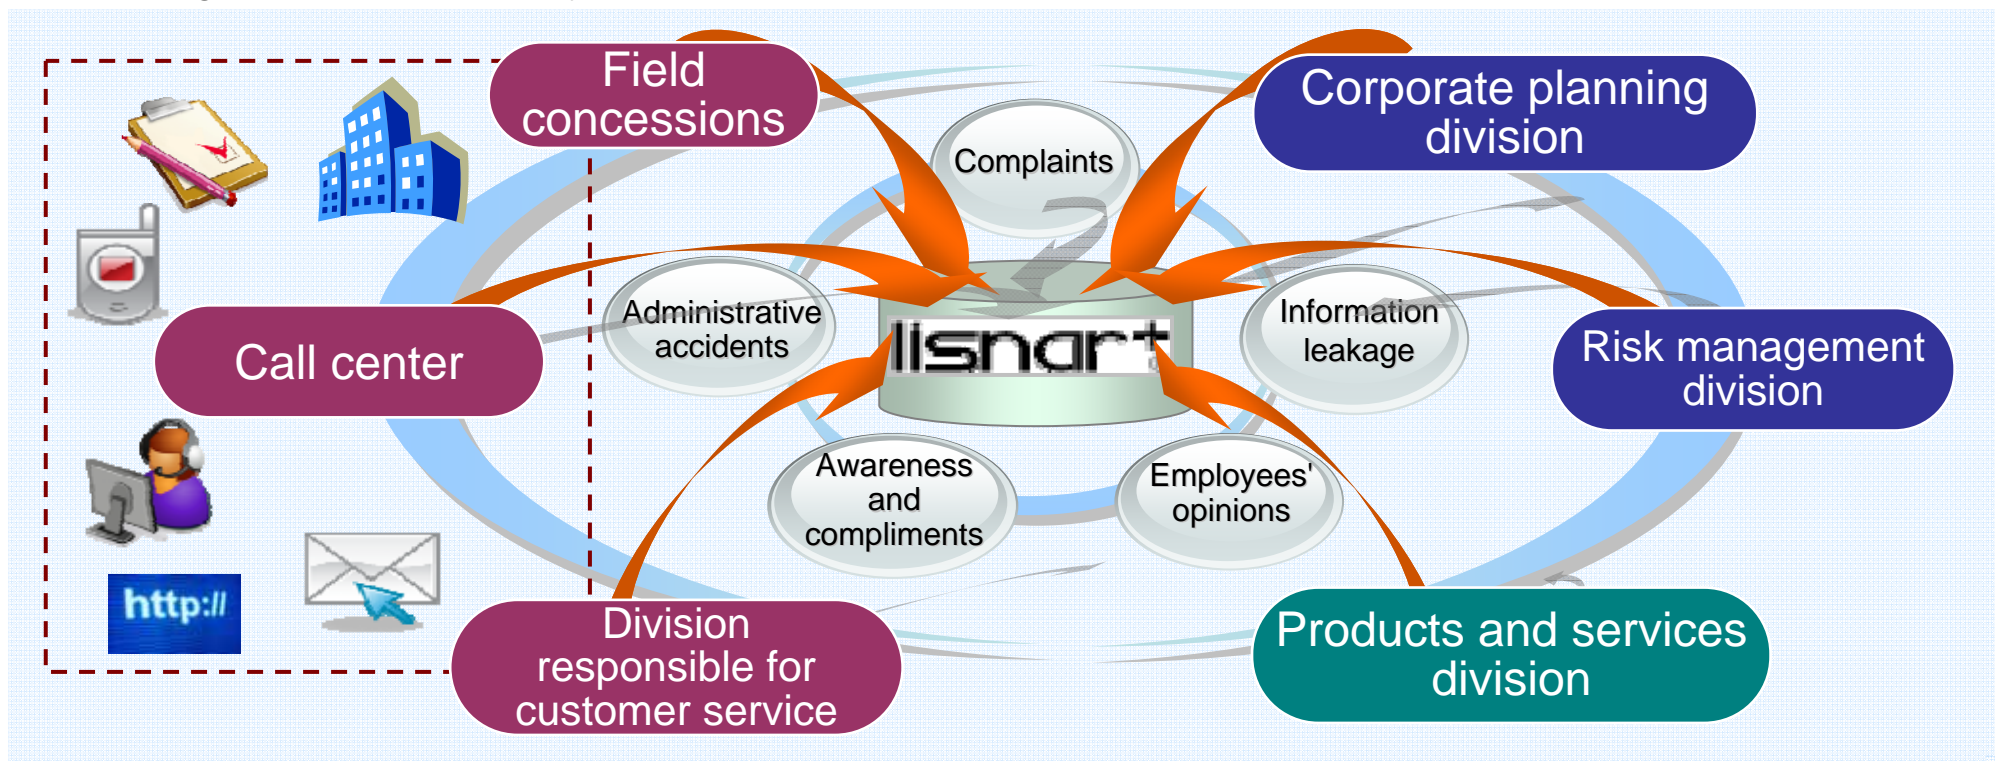 Field
concessions
Corporate planning
division
Complaints
Administrative
accidents
Information
leakage
lisnart
Call center
Risk management
division
Awareness
and
compliments
Employees'
opinions
http://
Division
responsible for
customer service
Products and services
division